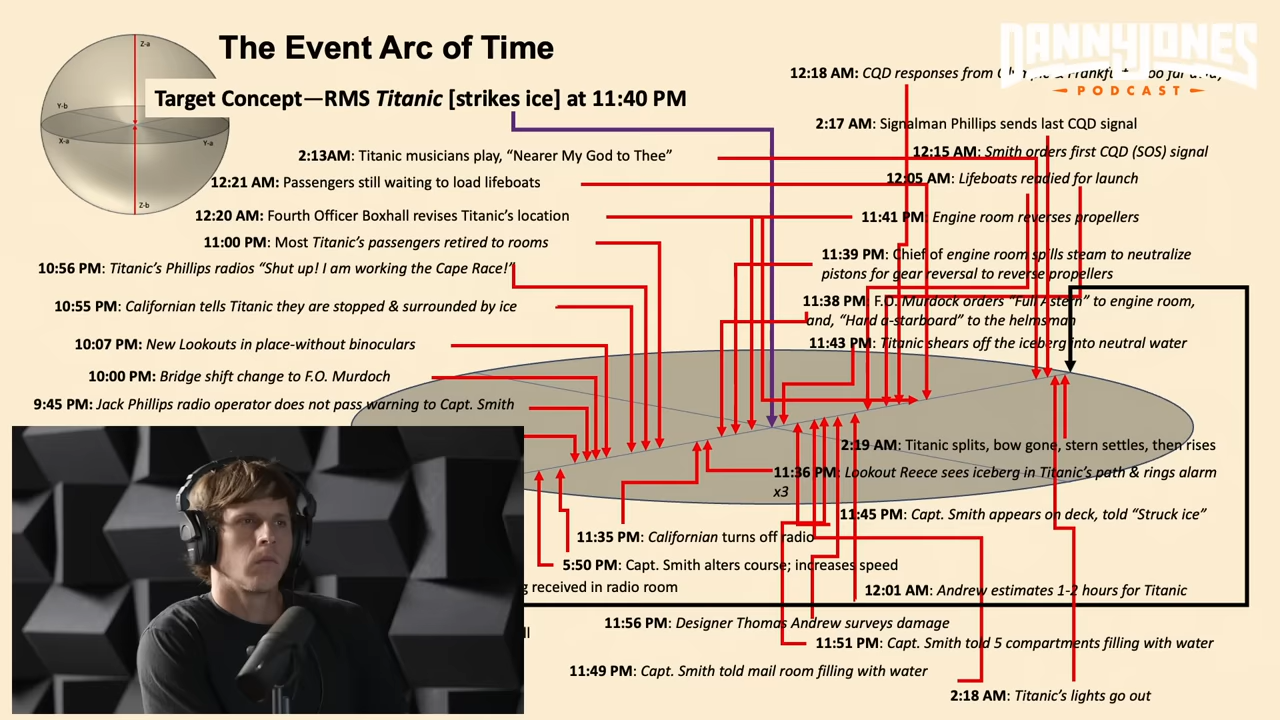 The Event Arc of Time
DANNY JONES
PODCAST
Z-a
Y-b
X-a
Y-a
Z-b
Target Concept—RMS Titanic [strikes ice] at 11:40 PM
12:18 AM: CQD responses from Olympic & Frankfurt—too far away
2:17 AM: Signalman Phillips sends last CQD signal
2:13AM: Titanic musicians play, “Nearer My God to Thee”
12:15 AM: Smith orders first CQD (SOS) signal
12:21 AM: Passengers still waiting to load lifeboats
12:05 AM: Lifeboats readied for launch
12:20 AM: Fourth Officer Boxhall revises Titanic’s location
11:41 PM: Engine room reverses propellers
11:00 PM: Most Titanic’s passengers retired to rooms
11:39 PM: Chief of engine room spills steam to neutralize
pistons for gear reversal to reverse propellers
10:56 PM: Titanic’s Phillips radios “Shut up! I am working the Cape Race!”
10:55 PM: Californian tells Titanic they are stopped & surrounded by ice
11:38 PM: F.O. Murdock orders “Full Astern” to engine room,
and, “Hard a-starboard” to the helmsman
10:07 PM: New Lookouts in place-without binoculars
11:43 PM: Titanic shears off the iceberg into neutral water
10:00 PM: Bridge shift change to F.O. Murdoch
9:45 PM: Jack Phillips radio operator does not pass warning to Capt. Smith
2:19 AM: Titanic splits, bow gone, stern settles, then rises
11:36 PM: Lookout Reece sees iceberg in Titanic’s path & rings alarm
x3
11:45 PM: Capt. Smith appears on deck, told “Struck ice”
11:35 PM: Californian turns off radio
5:50 PM: Capt. Smith alters course; increases speed
received in radio room
12:01 AM: Andrew estimates 1-2 hours for Titanic
11:56 PM: Designer Thomas Andrew surveys damage
11:51 PM: Capt. Smith told 5 compartments filling with water
11:49 PM: Capt. Smith told mail room filling with water
2:18 AM: Titanic’s lights go out